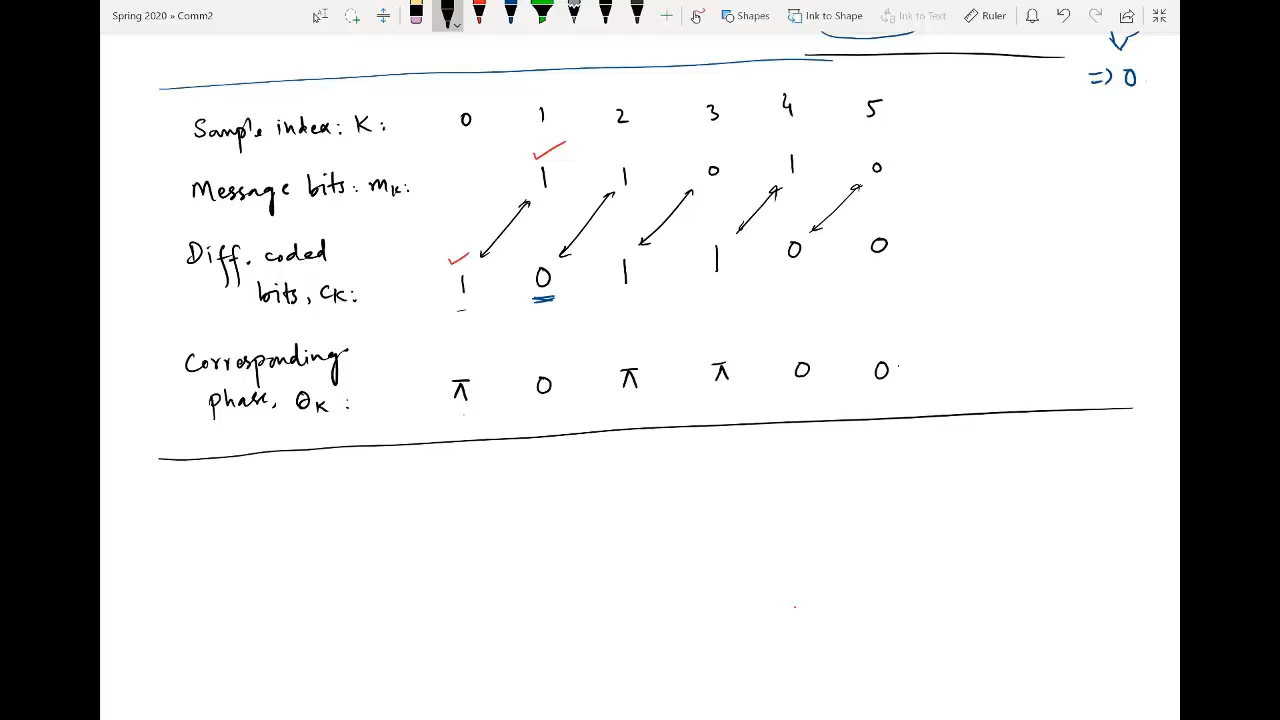 Spring 2020 » Comm2
Shapes
Ink to Shape
Ink to Text
Ruler
=> 0
Sample index: K: 0 1 2 3 4 5
Message bits: mK: 1 1 0 1 0
Diff. coded
bits, CK: 1 0 1 1 0 0
Corresponding
phase, θK: π 0 π π 0 0